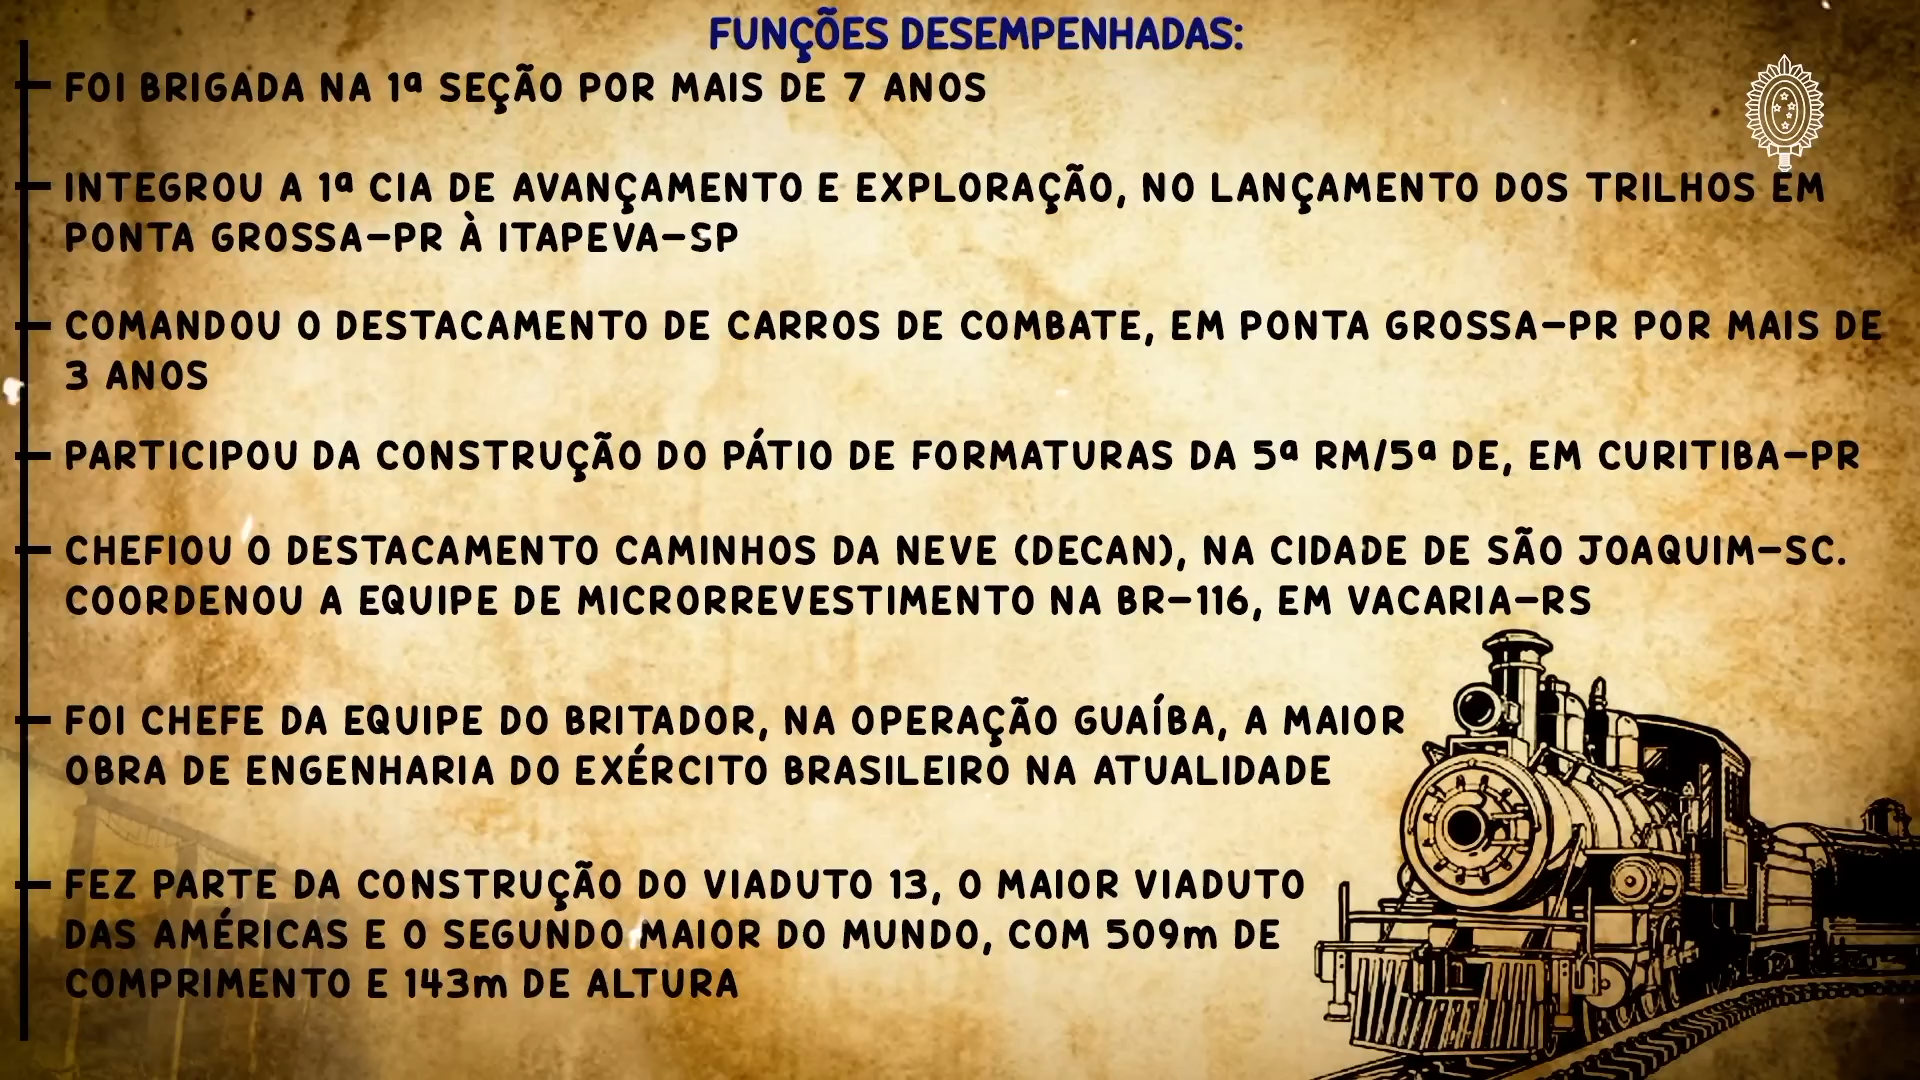 FUNÇÕES DESEMPENHADAS:
FOI BRIGADA NA 1ª SEÇÃO POR MAIS DE 7 ANOS
INTEGROU A 1ª CIA DE AVANÇAMENTO E EXPLORAÇÃO, NO LANÇAMENTO DOS TRILHOS EM
PONTA GROSSA-PR À ITAPEVA-SP
COMANDOU O DESTACAMENTO DE CARROS DE COMBATE, EM PONTA GROSSA-PR POR MAIS DE
3 ANOS
PARTICIPOU DA CONSTRUÇÃO DO PÁTIO DE FORMATURAS DA 5ª RM/5ª DE, EM CURITIBA-PR
CHEFIOU O DESTACAMENTO CAMINHOS DA NEVE (DECAN), NA CIDADE DE SÃO JOAQUIM-SC.
COORDENOU A EQUIPE DE MICRORREVESTIMENTO NA BR-116, EM VACARIA-RS
FOI CHEFE DA EQUIPE DO BRITADOR, NA OPERAÇÃO GUAÍBA, A MAIOR
OBRA DE ENGENHARIA DO EXÉRCITO BRASILEIRO NA ATUALIDADE
FEZ PARTE DA CONSTRUÇÃO DO VIADUTO 13, O MAIOR VIADUTO
DAS AMÉRICAS E O SEGUNDO MAIOR DO MUNDO, COM 509m DE
COMPRIMENTO E 143m DE ALTURA